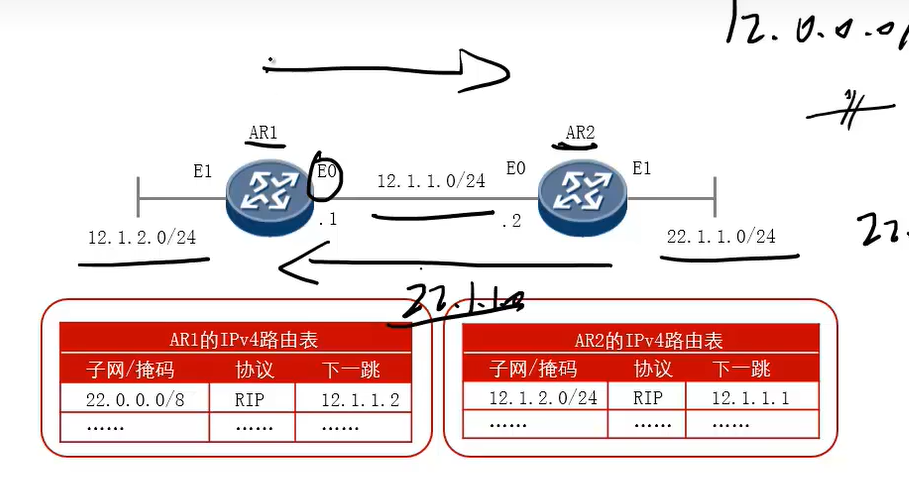 12.0.0.0/
AR1
AR2
E1
E0
12.1.1.0/24
E0
E1
.1
.2
12.1.2.0/24
22.1.1.0/24
22.
22.1.1.0
AR1的IPv4路由表
子网/掩码 协议 下一跳
22.0.0.0/8 RIP 12.1.1.2
…… …… ……
AR2的IPv4路由表
子网/掩码 协议 下一跳
12.1.2.0/24 RIP 12.1.1.1
…… …… ……